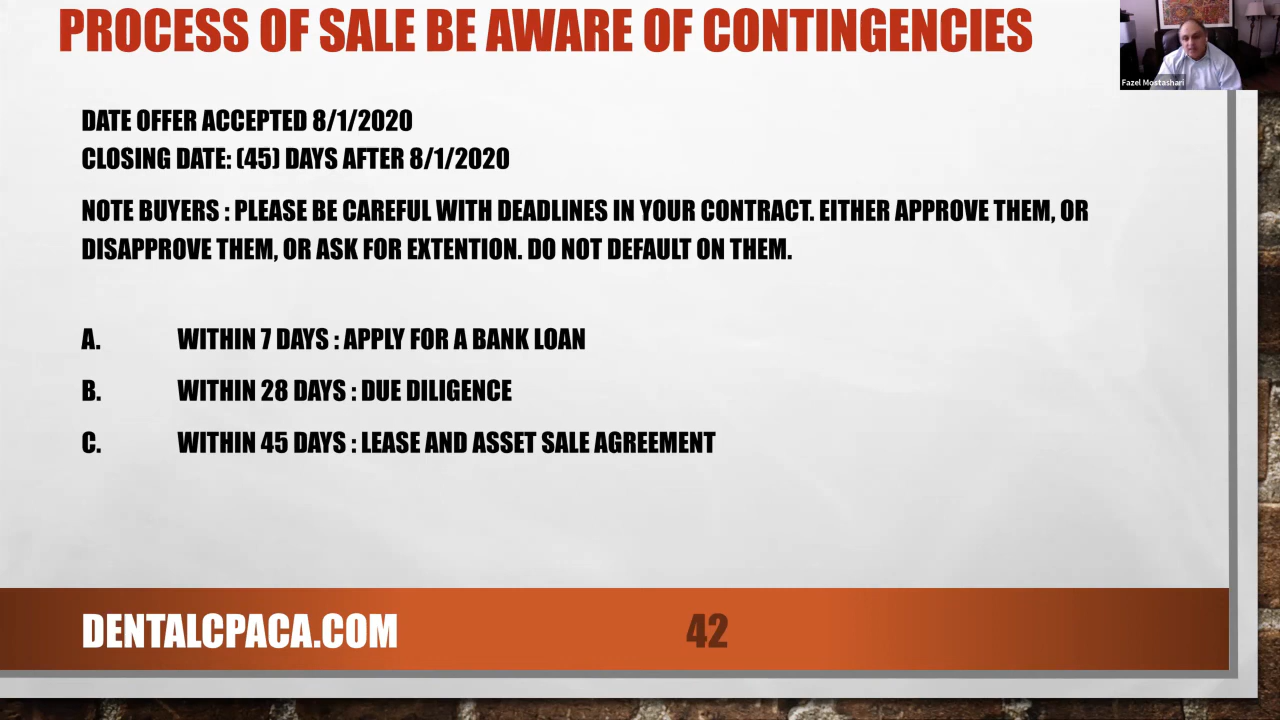 PROCESS OF SALE BE AWARE OF CONTINGENCIES
Fazel Mostashari
DATE OFFER ACCEPTED 8/1/2020
CLOSING DATE: (45) DAYS AFTER 8/1/2020
NOTE BUYERS : PLEASE BE CAREFUL WITH DEADLINES IN YOUR CONTRACT. EITHER APPROVE THEM, OR
DISAPPROVE THEM, OR ASK FOR EXTENTION. DO NOT DEFAULT ON THEM.
A. WITHIN 7 DAYS : APPLY FOR A BANK LOAN
B. WITHIN 28 DAYS : DUE DILIGENCE
C. WITHIN 45 DAYS : LEASE AND ASSET SALE AGREEMENT
DENTALCPACA.COM 42